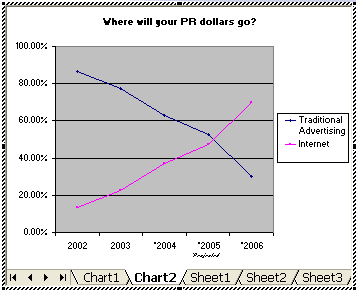 Where will your PR dollars go?
100.00%
80.00%
60.00%
40.00%
20.00%
0.00%
2002 2003 "2004 "2005 "2006
Projected
Traditional
Advertising
Internet
Chart1 Chart2 Sheet1 Sheet2 Sheet3